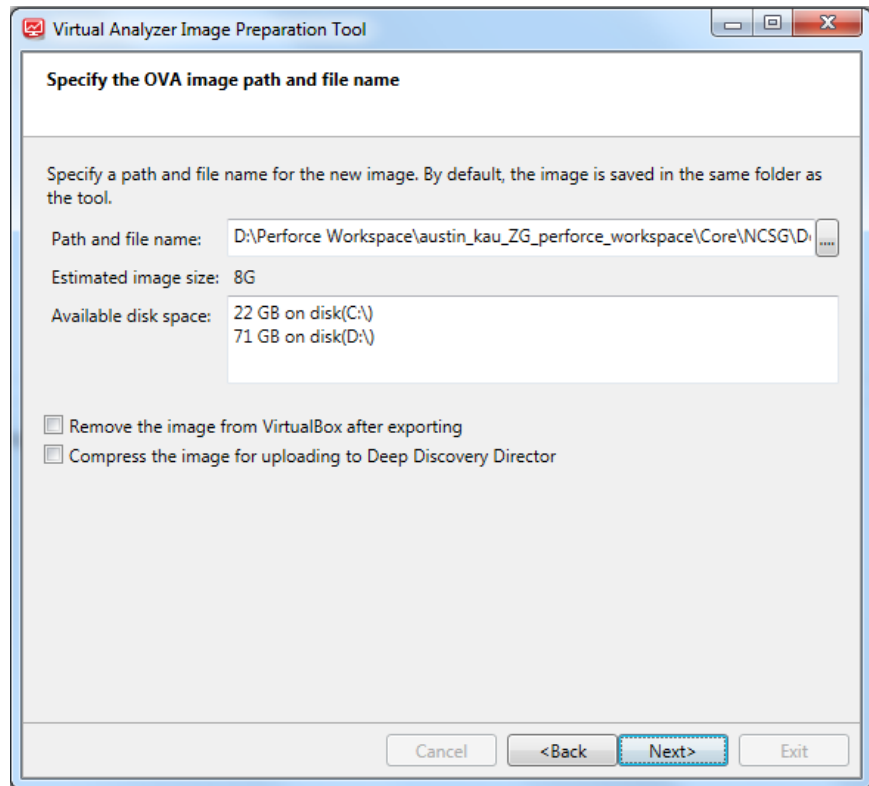 Virtual Analyzer Image Preparation Tool
Specify the OVA image path and file name
Specify a path and file name for the new image. By default, the image is saved in the same folder as
the tool.
Path and file name: D:\Perforce Workspace\austin_kau_ZG_perforce_workspace\Core\NCSG\D ....
Estimated image size: 8G
Available disk space: 22 GB on disk(C:\)
71 GB on disk(D:\)
Remove the image from VirtualBox after exporting
Compress the image for uploading to Deep Discovery Director
Cancel <Back Next> Exit